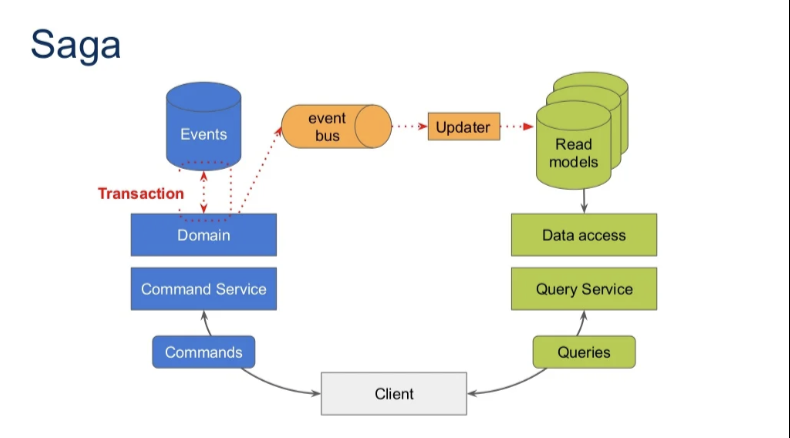 Saga
Events
event
bus
Updater
Read
models
Transaction
Domain
Data access
Command Service
Query Service
Commands
Queries
Client